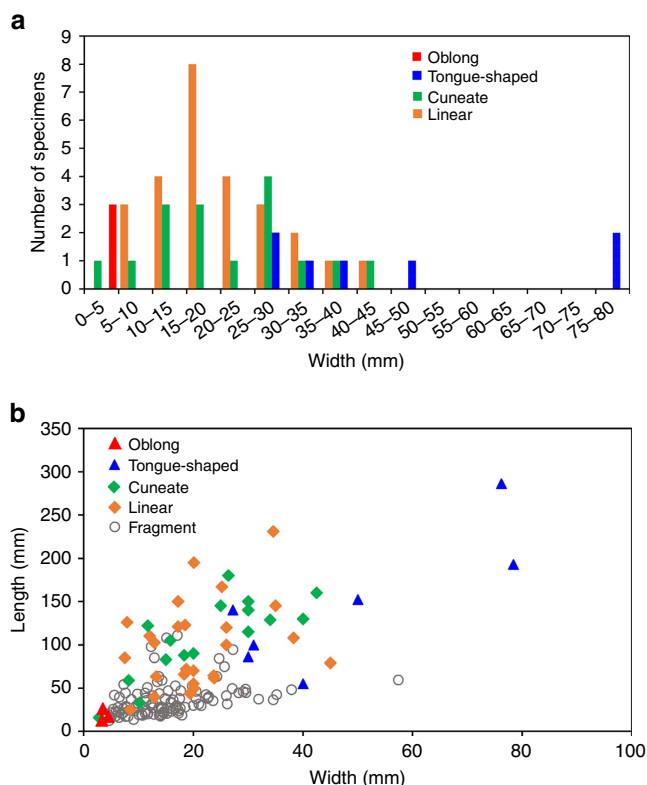 a
9
8
7
6
5
4
3
2
1
0
Number of specimens
Oblong
Tongue-shaped
Cuneate
Linear
0–5
5–10
10–15
15–20
20–25
25–30
30–35
35–40
40–45
45–50
50–55
55–60
60–65
65–70
70–75
75–80
Width (mm)
b
350
300
250
200
150
100
50
0
Length (mm)
Oblong
Tongue-shaped
Cuneate
Linear
Fragment
0 20 40 60 80 100
Width (mm)